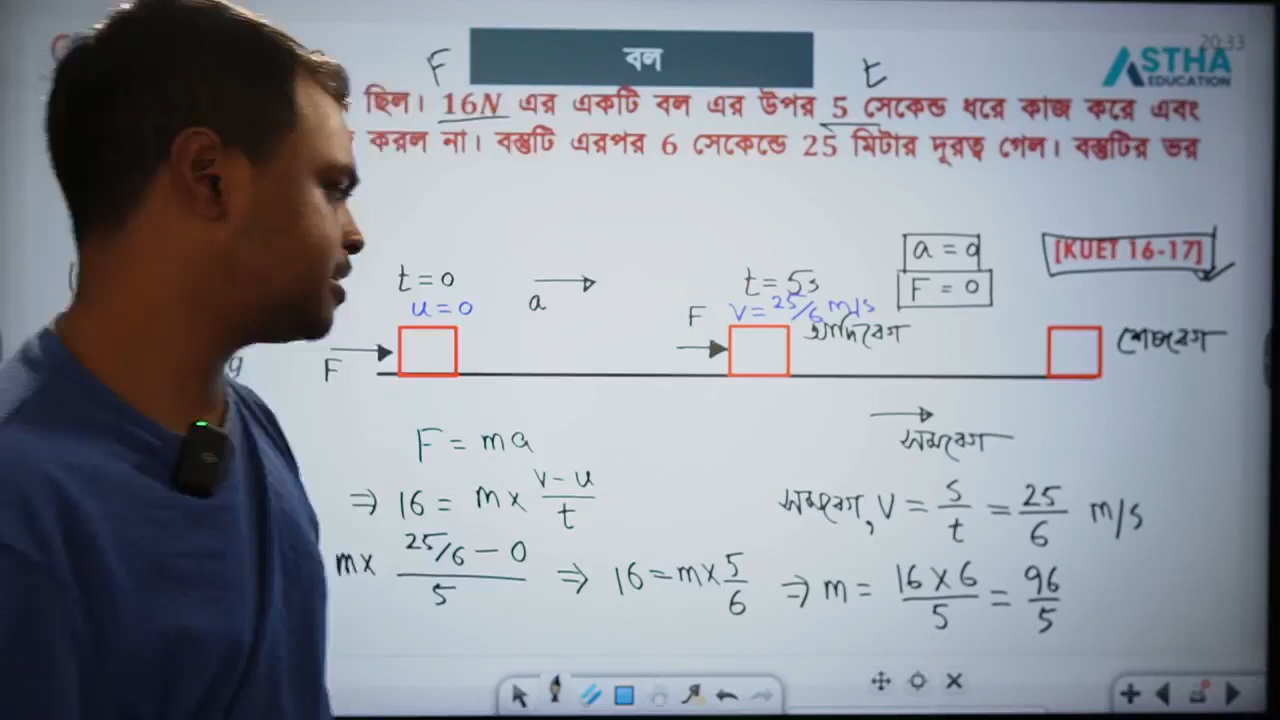 বল
F
t
20:33
ASTHA
EDUCATION
ছিল। 16N এর একটি বল এর উপর 5 সেকেন্ড ধরে কাজ করে এবং
করল না। বস্তুটি এরপর 6 সেকেন্ডে 25 মিটার দূরত্ব গেল। বস্তুটির ভর
a = 0
[KUET 16-17]
t = 0
a
t = 5s
F = 0
u = 0
F
v = 25/6 m/s
আদিবেগ
শেষবেগ
F
সমবেগ
F = ma
⇒ 16 = m× v-u/t
সমবেগ, v = s/t = 25/6 m/s
m× 25/6 - 0/5 ⇒ 16 = m× 5/6 ⇒ m = 16×6/5 = 96/5